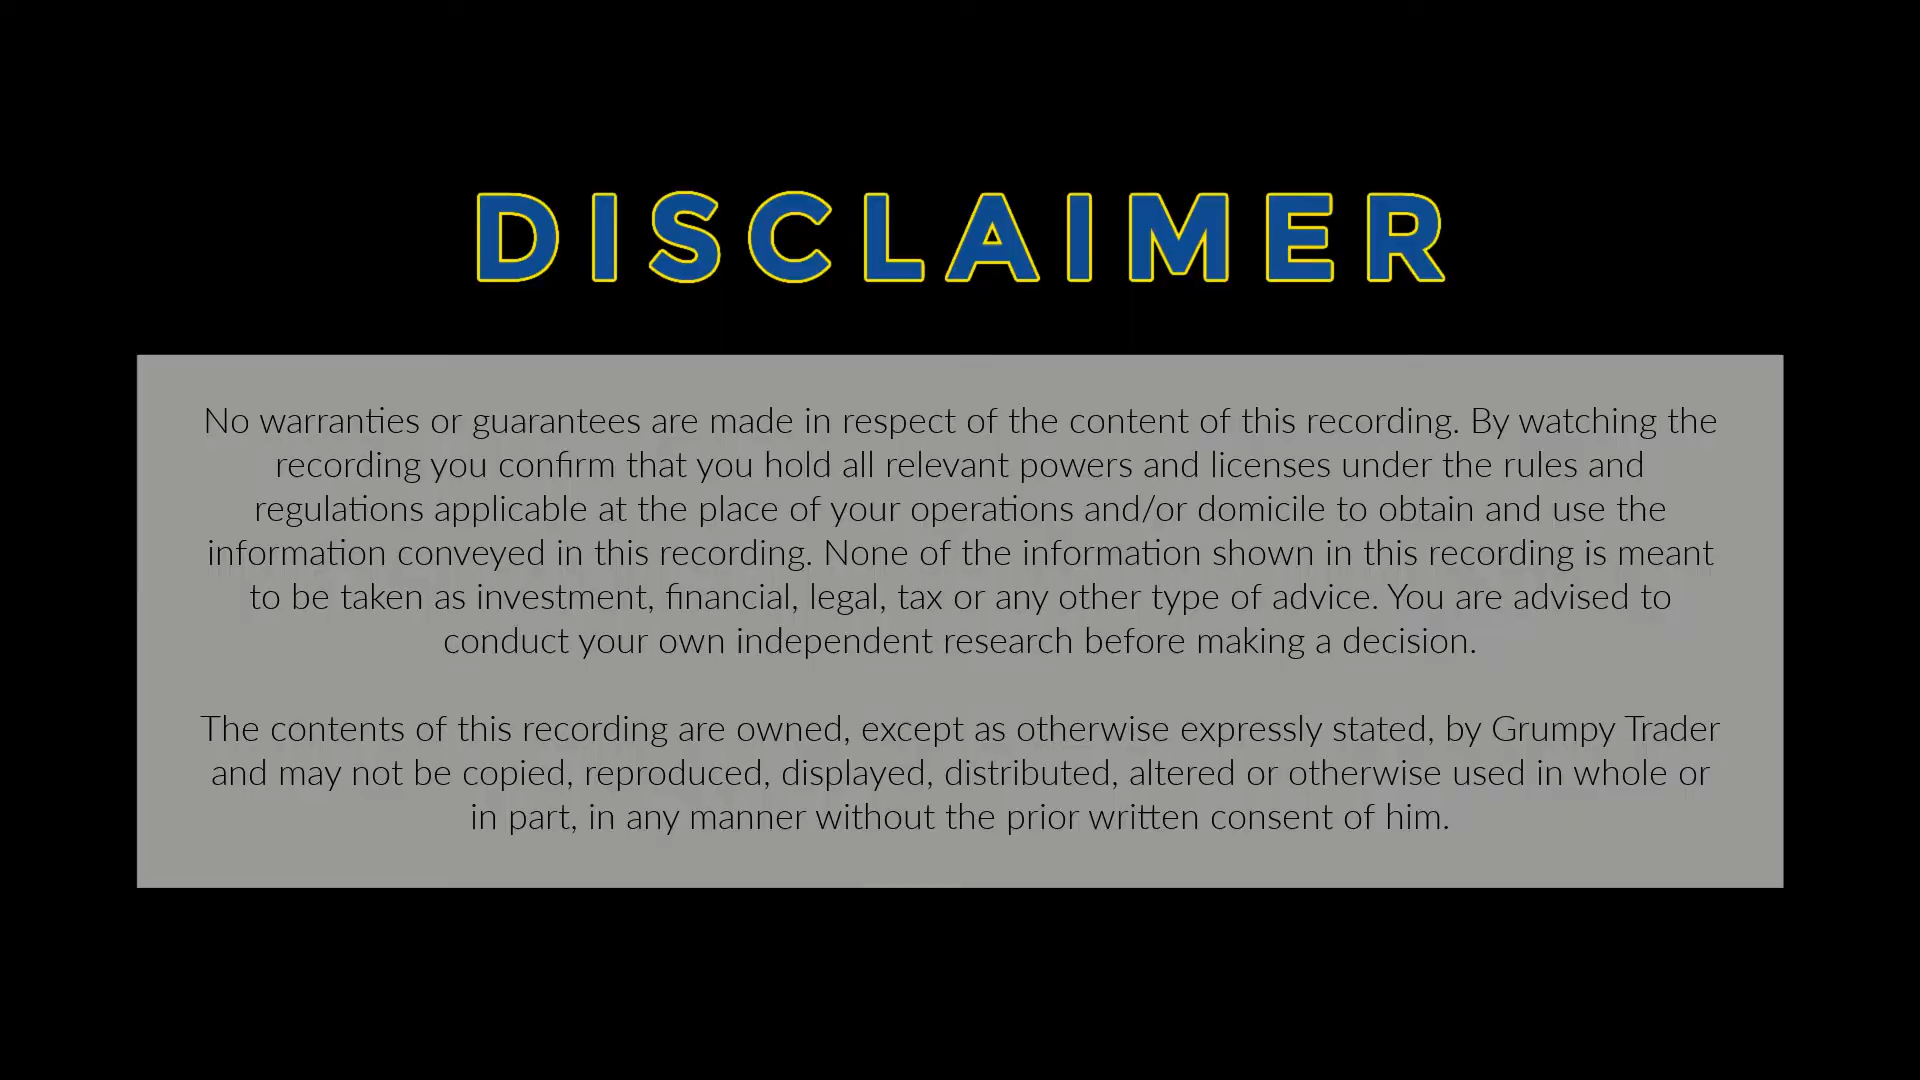 DISCLAIMER
No warranties or guarantees are made in respect of the content of this recording. By watching the
recording you confirm that you hold all relevant powers and licenses under the rules and
regulations applicable at the place of your operations and/or domicile to obtain and use the
information conveyed in this recording. None of the information shown in this recording is meant
to be taken as investment, financial, legal, tax or any other type of advice. You are advised to
conduct your own independent research before making a decision.
The contents of this recording are owned, except as otherwise expressly stated, by Grumpy Trader
and may not be copied, reproduced, displayed, distributed, altered or otherwise used in whole or
in part, in any manner without the prior written consent of him.